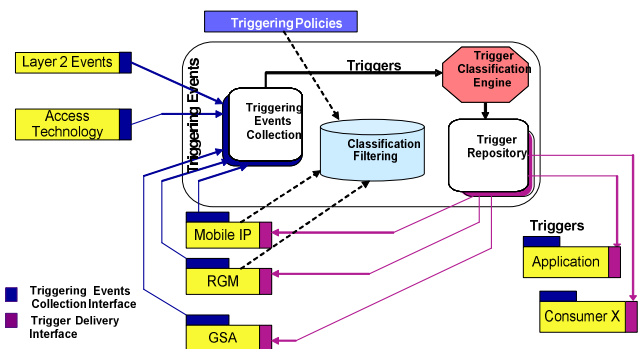 Triggering Policies
Layer 2 Events
Access
Technology
Triggering Events
Triggering
Events
Collection
Triggers
Trigger
Classification
Engine
Classification
Filtering
Trigger
Repository
Mobile IP
RGM
GSA
Triggers
Application
Consumer X
Triggering Events
Collection Interface
Trigger Delivery
Interface